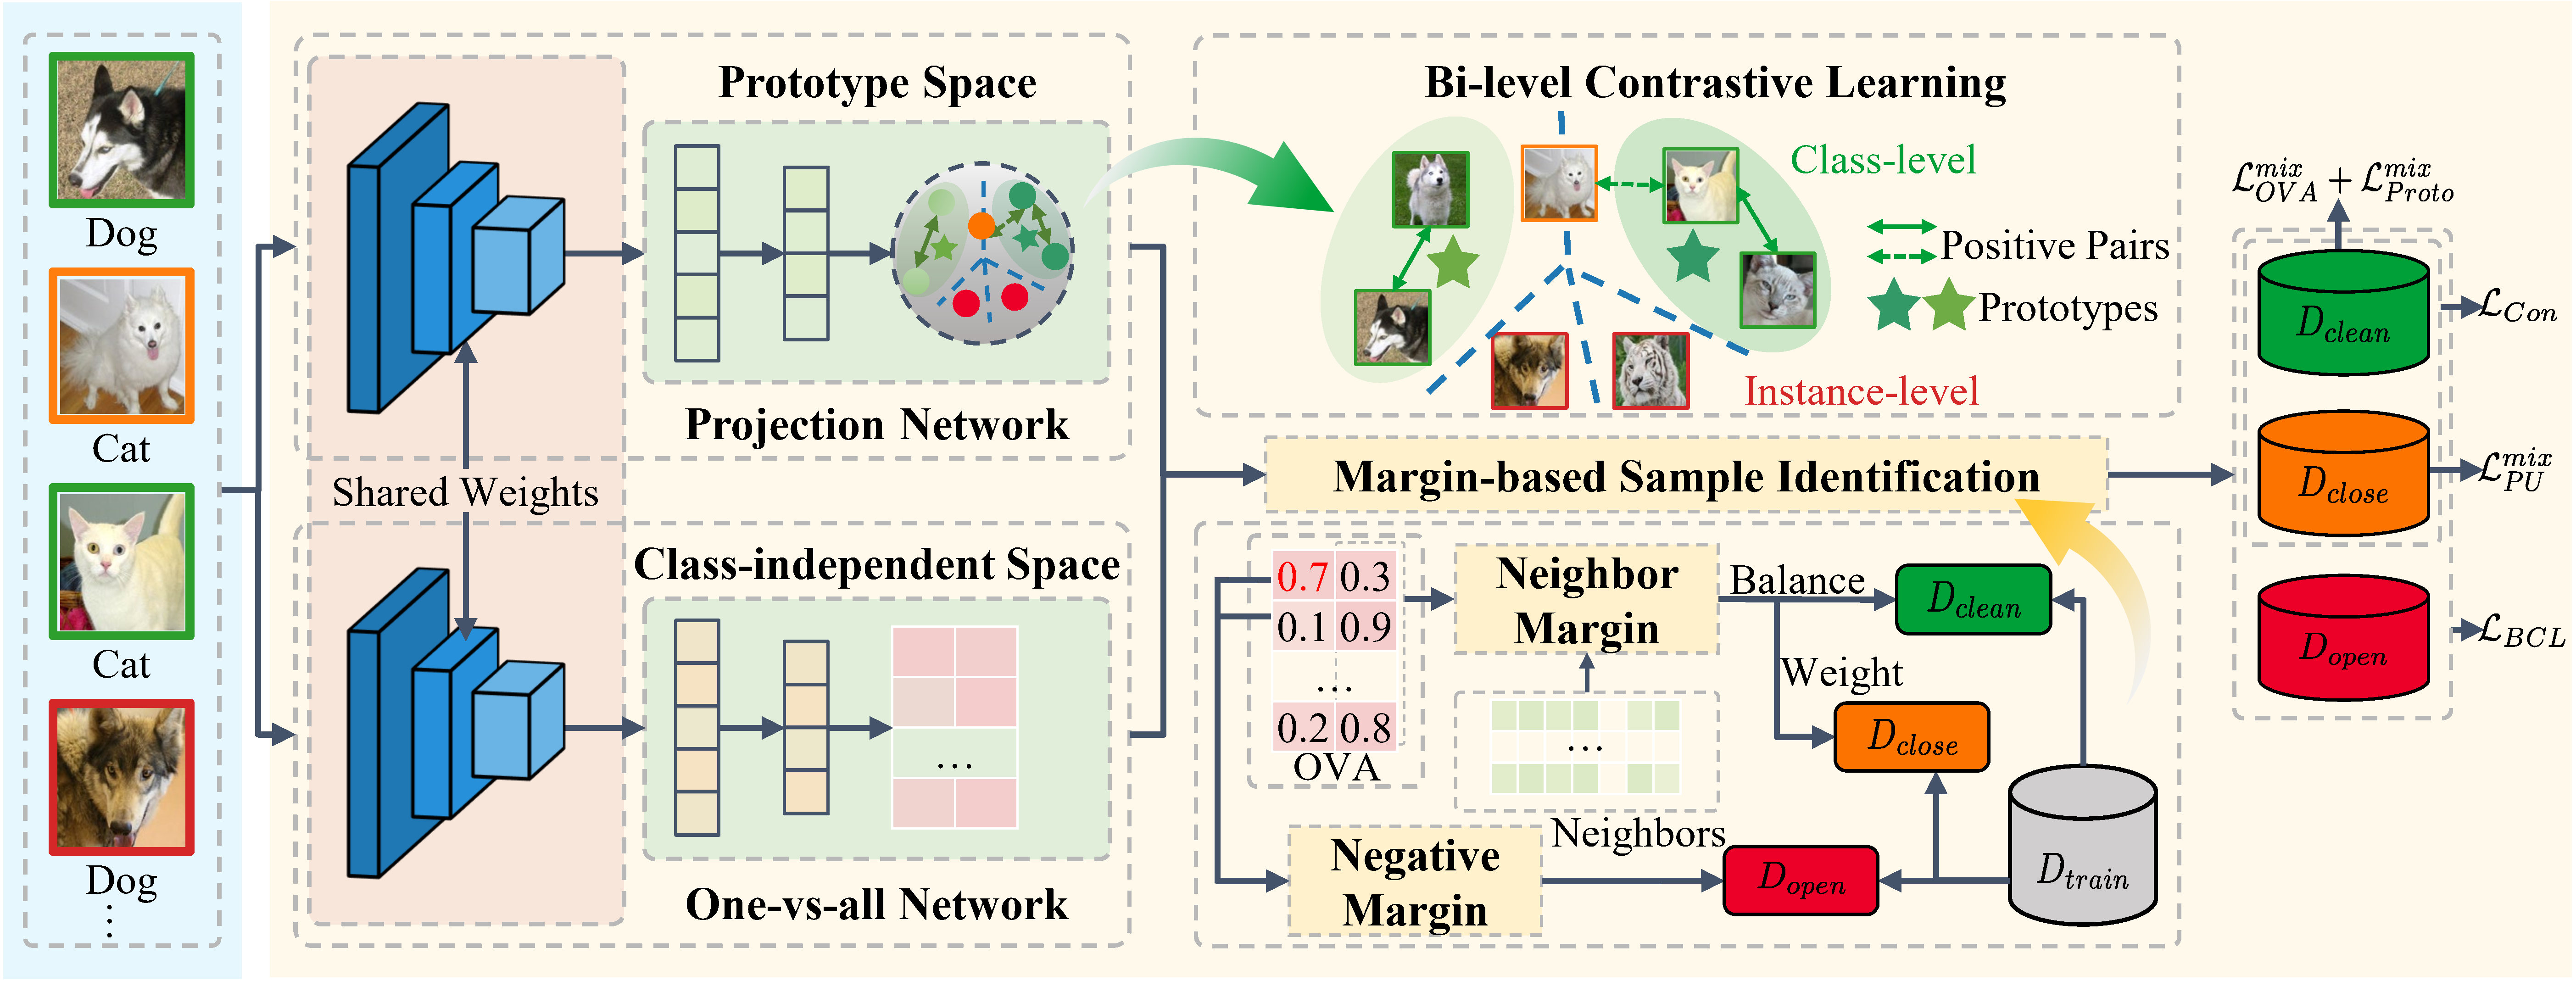 Dog
Cat
Cat
Dog
⋮
Shared Weights
Prototype Space
Projection Network
Class-independent Space
...
One-vs-all Network
Bi-level Contrastive Learning
Class-level
Positive Pairs
Prototypes
Instance-level
Margin-based Sample Identification
0.7 0.3
0.1 0.9
...
0.2 0.8
OVA
Neighbor
Margin
...
Neighbors
Negative
Margin
Balance
Weight
D_{clean}
D_{close}
D_{open}
D_{train}
\mathcal{L}_{OVA}^{mix} + \mathcal{L}_{Proto}^{mix}
D_{clean}
\mathcal{L}_{Con}
D_{close}
\mathcal{L}_{PU}^{mix}
D_{open}
\mathcal{L}_{BCL}